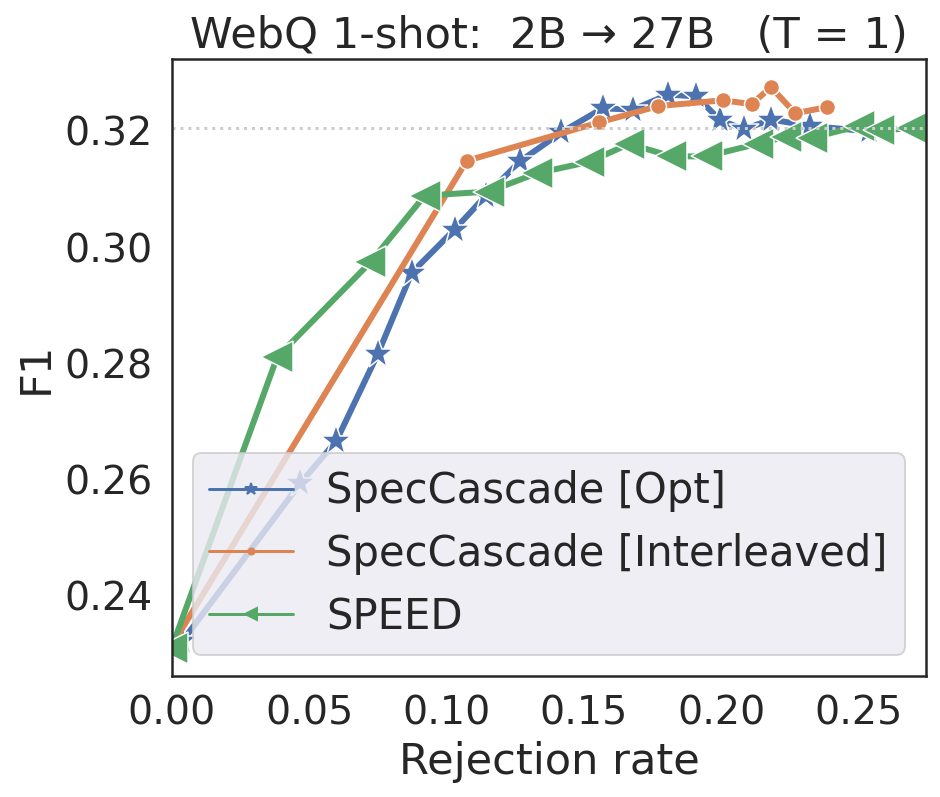 WebQ 1-shot: 2B → 27B (T = 1)
F1
0.32
0.30
0.28
0.26
0.24
SpecCascade [Opt]
SpecCascade [Interleaved]
SPEED
0.00 0.05 0.10 0.15 0.20 0.25
Rejection rate